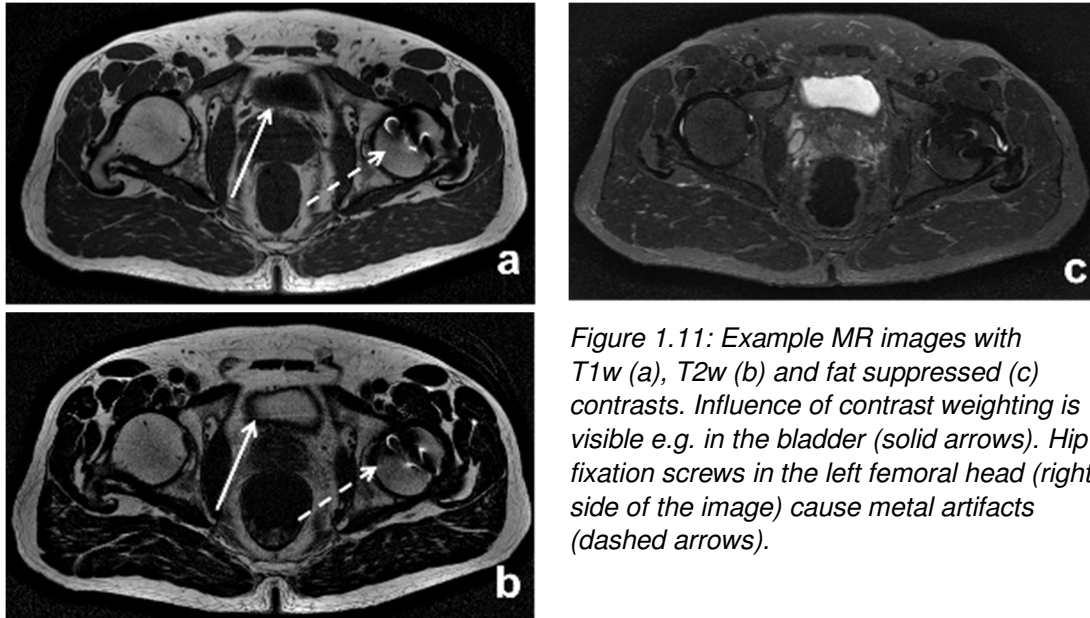 a
b
c
Figure 1.11: Example MR images with
T1w (a), T2w (b) and fat suppressed (c)
contrasts. Influence of contrast weighting is
visible e.g. in the bladder (solid arrows). Hip
fixation screws in the left femoral head (right
side of the image) cause metal artifacts
(dashed arrows).